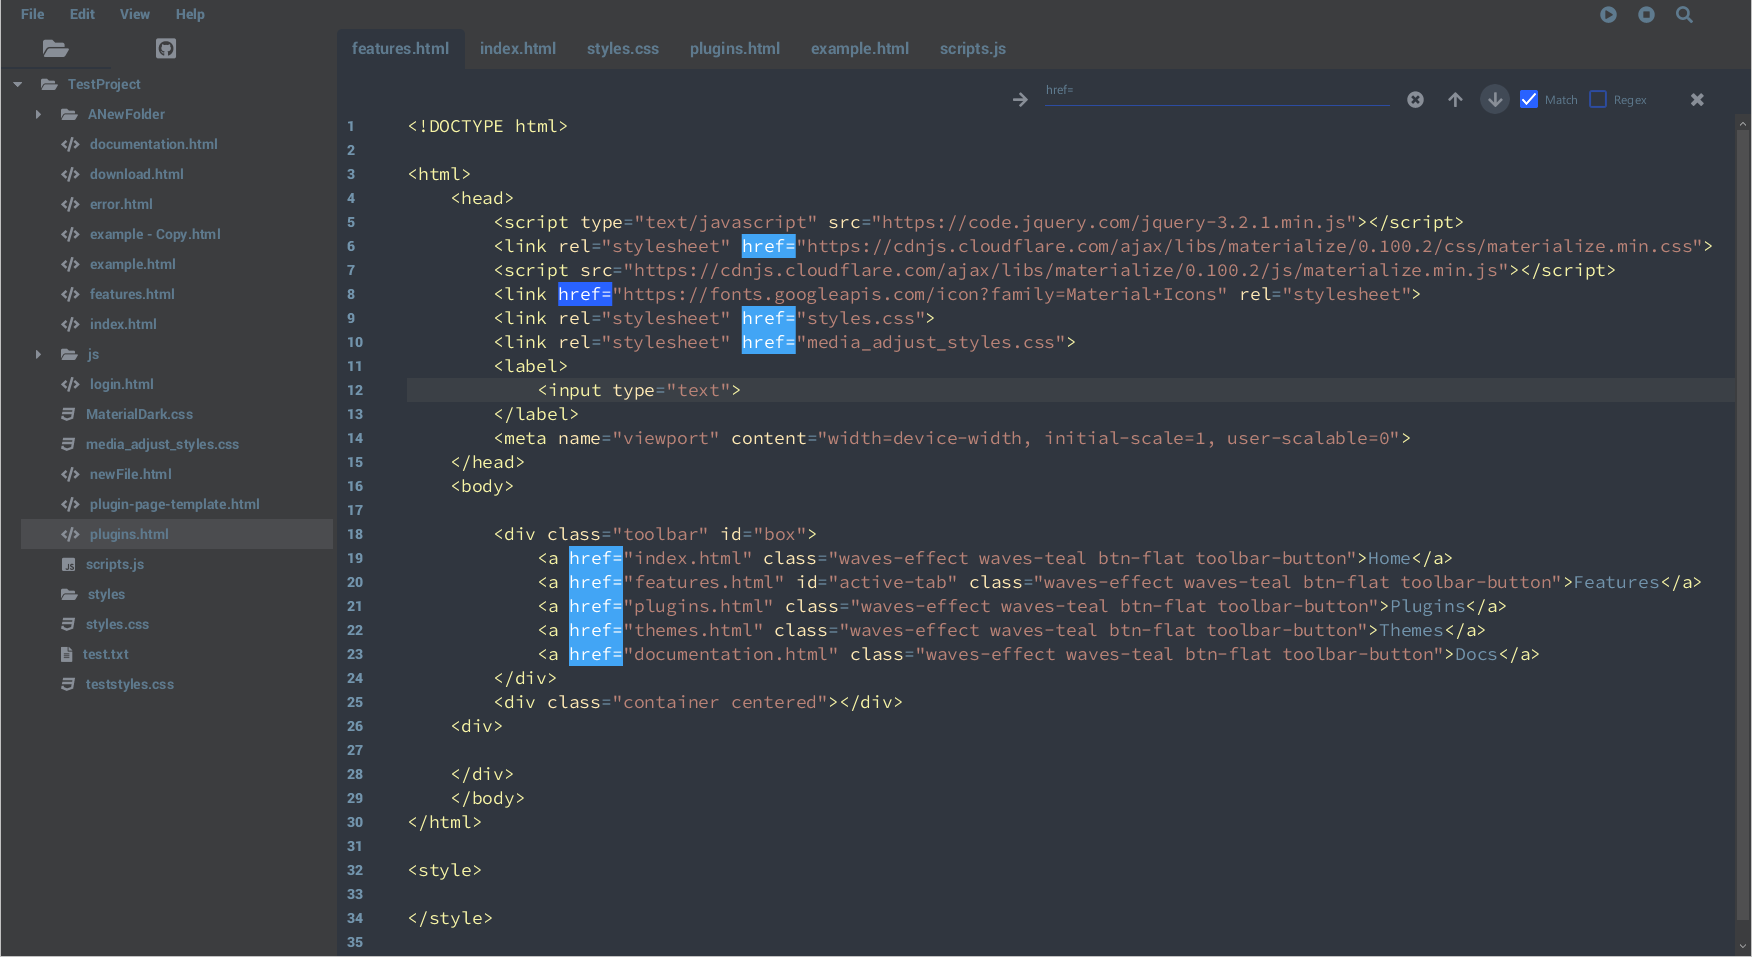 File Edit View Help
features.html index.html styles.css plugins.html example.html scripts.js
TestProject
ANewFolder
documentation.html
download.html
error.html
example - Copy.html
example.html
features.html
index.html
js
login.html
MaterialDark.css
media_adjust_styles.css
newFile.html
plugin-page-template.html
plugins.html
scripts.js
styles
styles.css
test.txt
teststyles.css
href= Match Regex
1 <!DOCTYPE html>
2
3 <html>
4 <head>
5 <script type="text/javascript" src="https://code.jquery.com/jquery-3.2.1.min.js"></script>
6 <link rel="stylesheet" href="https://cdnjs.cloudflare.com/ajax/libs/materialize/0.100.2/css/materialize.min.css">
7 <script src="https://cdnjs.cloudflare.com/ajax/libs/materialize/0.100.2/js/materialize.min.js"></script>
8 <link href="https://fonts.googleapis.com/icon?family=Material+Icons" rel="stylesheet">
9 <link rel="stylesheet" href="styles.css">
10 <link rel="stylesheet" href="media_adjust_styles.css">
11 <label>
12 <input type="text">
13 </label>
14 <meta name="viewport" content="width=device-width, initial-scale=1, user-scalable=0">
15 </head>
16 <body>
17
18 <div class="toolbar" id="box">
19 <a href="index.html" class="waves-effect waves-teal btn-flat toolbar-button">Home</a>
20 <a href="features.html" id="active-tab" class="waves-effect waves-teal btn-flat toolbar-button">Features</a>
21 <a href="plugins.html" class="waves-effect waves-teal btn-flat toolbar-button">Plugins</a>
22 <a href="themes.html" class="waves-effect waves-teal btn-flat toolbar-button">Themes</a>
23 <a href="documentation.html" class="waves-effect waves-teal btn-flat toolbar-button">Docs</a>
24 </div>
25 <div class="container centered"></div>
26 <div>
27
28 </div>
29 </body>
30 </html>
31
32 <style>
33
34 </style>
35